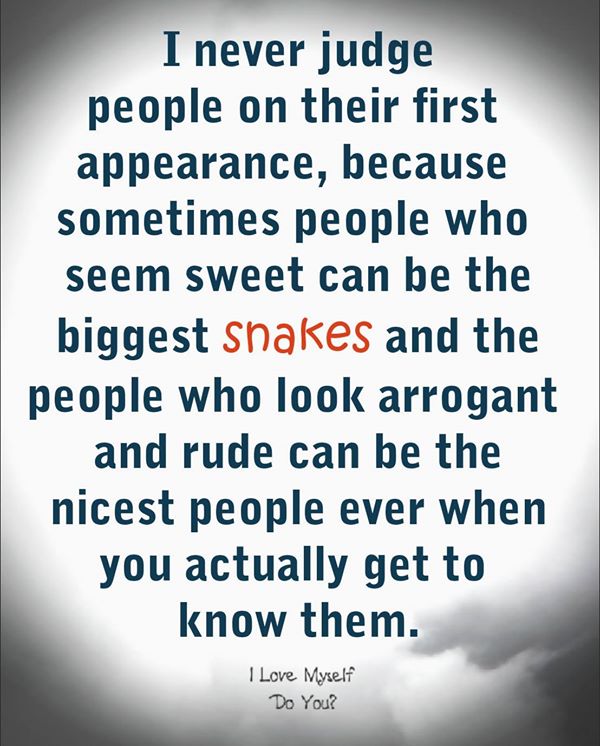 I never judge
people on their first
appearance, because
sometimes people who
seem sweet can be the
biggest snakes and the
people who look arrogant
and rude can be the
nicest people ever when
you actually get to
know them.
I Love Myself
Do You?